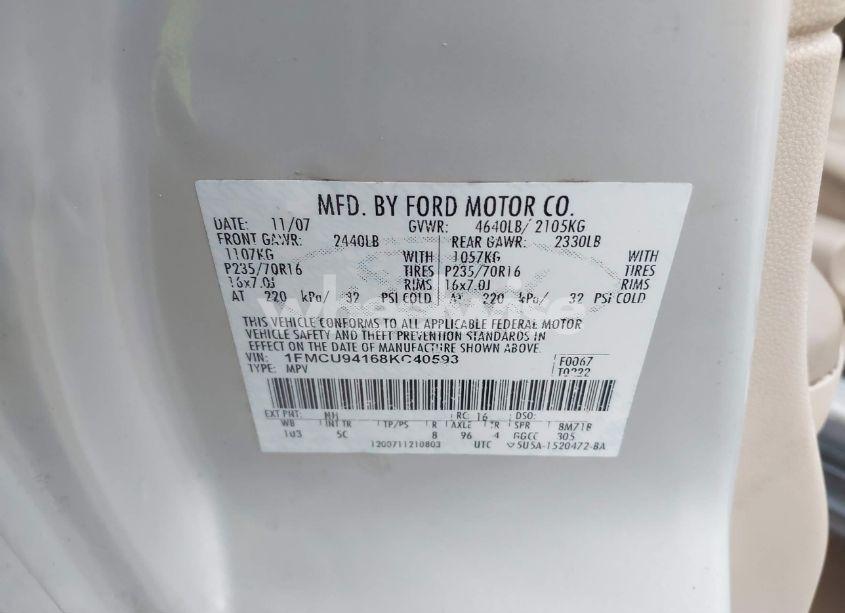 MFD. BY FORD MOTOR CO.
DATE: 11/07 GVWR: 4640LB/ 2105KG
FRONT GAWR: 2440LB REAR GAWR: 2330LB
1107KG WITH 1057KG WITH
P235/70R16 TIRES P235/70R16 TIRES
16x7.0J RIMS 16x7.0J RIMS
AT 220 kPa/ 32 PSI COLD AT 220 kPa/ 32 PSI COLD
THIS VEHICLE CONFORMS TO ALL APPLICABLE FEDERAL MOTOR
VEHICLE SAFETY AND THEFT PREVENTION STANDARDS IN
EFFECT ON THE DATE OF MANUFACTURE SHOWN ABOVE.
VIN: 1FMCU94168KC40593 F0067
TYPE: MPV T0222
EXT PNT: NH RC: 16 DSO:
WB INT TR TP/PS R AXLE TR SPR BM71B
103 5C 8 96 4 GGCC 305
1200711210803 UTC 5U5A-1520472-BA